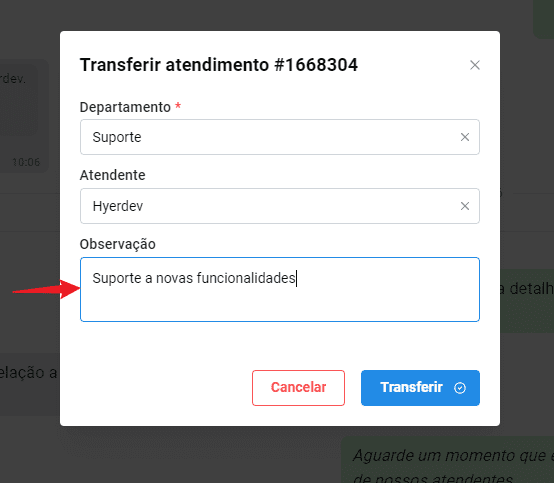 dev.
10:06
Transferir atendimento #1668304
Departamento *
Suporte
Atendente
Hyerdev
Observação
Suporte a novas funcionalidades
a detalh
elação a
Cancelar
Transferir
Aguarde um momento que
de nossos atendentes